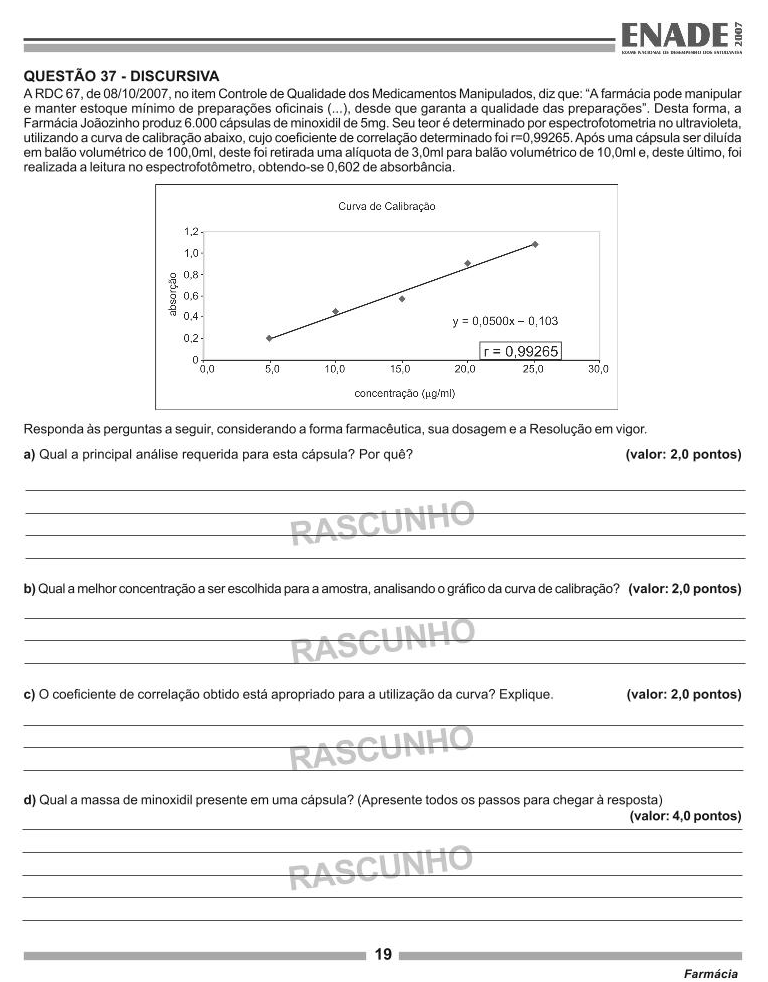 ENADE 2007
EXAME NACIONAL DE DESEMPENHO DOS ESTUDANTES
QUESTÃO 37 - DISCURSIVA
A RDC 67, de 08/10/2007, no item Controle de Qualidade dos Medicamentos Manipulados, diz que: “A farmácia pode manipular
e manter estoque mínimo de preparações oficinais (...), desde que garanta a qualidade das preparações”. Desta forma, a
Farmácia Joãozinho produz 6.000 cápsulas de minoxidil de 5mg. Seu teor é determinado por espectrofotometria no ultravioleta,
utilizando a curva de calibração abaixo, cujo coeficiente de correlação determinado foi r=0,99265. Após uma cápsula ser diluída
em balão volumétrico de 100,0ml, deste foi retirada uma alíquota de 3,0ml para balão volumétrico de 10,0ml e, deste último, foi
realizada a leitura no espectrofotômetro, obtendo-se 0,602 de absorbância.
Curva de Calibração
1,2
1,0
0,8
0,6
0,4
0,2
0
absorção
y = 0,0500x – 0,103
r = 0,99265
0,0 5,0 10,0 15,0 20,0 25,0 30,0
concentração (µg/ml)
Responda às perguntas a seguir, considerando a forma farmacêutica, sua dosagem e a Resolução em vigor.
a) Qual a principal análise requerida para esta cápsula? Por quê? (valor: 2,0 pontos)
RASCUNHO
b) Qual a melhor concentração a ser escolhida para a amostra, analisando o gráfico da curva de calibração? (valor: 2,0 pontos)
RASCUNHO
c) O coeficiente de correlação obtido está apropriado para a utilização da curva? Explique. (valor: 2,0 pontos)
RASCUNHO
d) Qual a massa de minoxidil presente em uma cápsula? (Apresente todos os passos para chegar à resposta)
(valor: 4,0 pontos)
RASCUNHO
19
Farmácia